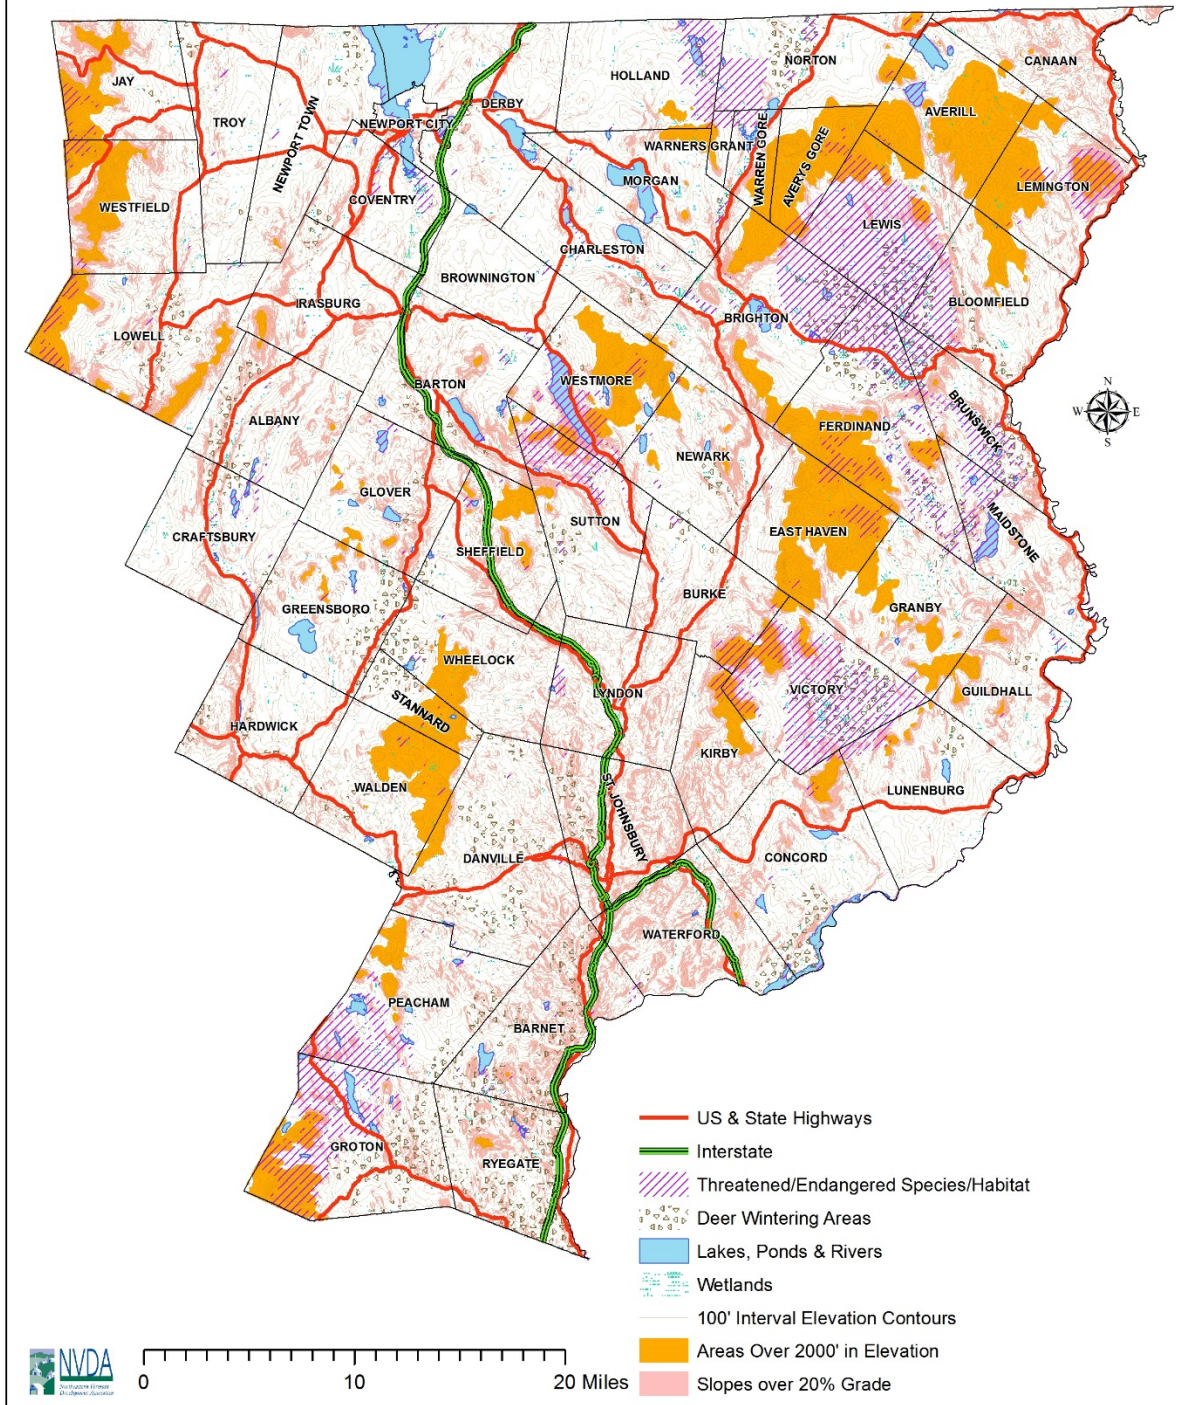 JAY
TROY
NEWPORT TOWN
NEWPORT CITY
DERBY
HOLLAND
NORTON
CANAAN
AVERILL
WARNERS GRANT
WARREN GORE
AVERYS GORE
LEMINGTON
MORGAN
WESTFIELD
COVENTRY
LEWIS
CHARLESTON
BROWNINGTON
BLOOMFIELD
IRASBURG
BRIGHTON
LOWELL
WESTMORE
BARTON
BRUNSWICK
N
W
E
S
ALBANY
FERDINAND
NEWARK
GLOVER
SUTTON
EAST HAVEN
MAIDSTONE
CRAFTSBURY
SHEFFIELD
GREENSBORO
BURKE
GRANBY
WHEELOCK
LYNDON
VICTORY
GUILDHALL
STANNARD
HARDWICK
KIRBY
WALDEN
ST. JOHNSBURY
LUNENBURG
DANVILLE
CONCORD
WATERFORD
PEACHAM
BARNET
GROTON
RYEGATE
US & State Highways
Interstate
Threatened/Endangered Species/Habitat
Deer Wintering Areas
Lakes, Ponds & Rivers
Wetlands
100' Interval Elevation Contours
Areas Over 2000' in Elevation
Slopes over 20% Grade
NVDA
Northeastern Vermont
Development Association
0 10 20 Miles